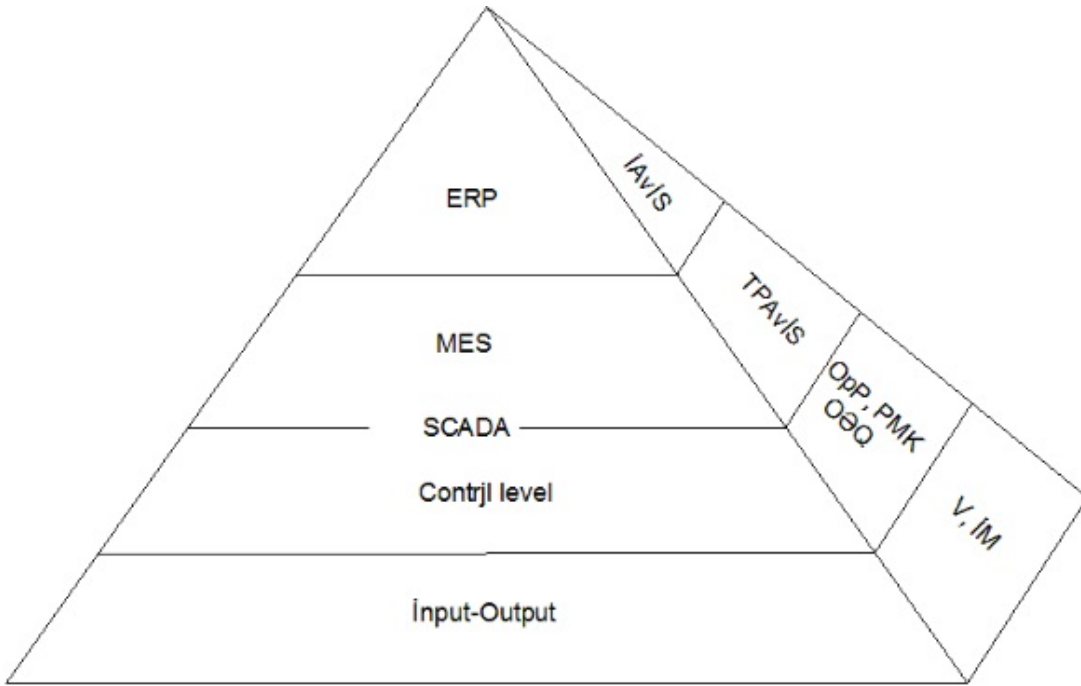 ERP
İAvİS
MES
TPAvİS
SCADA
OpP, PMK
OƏQ
Contrjl level
V, İM
İnput-Output